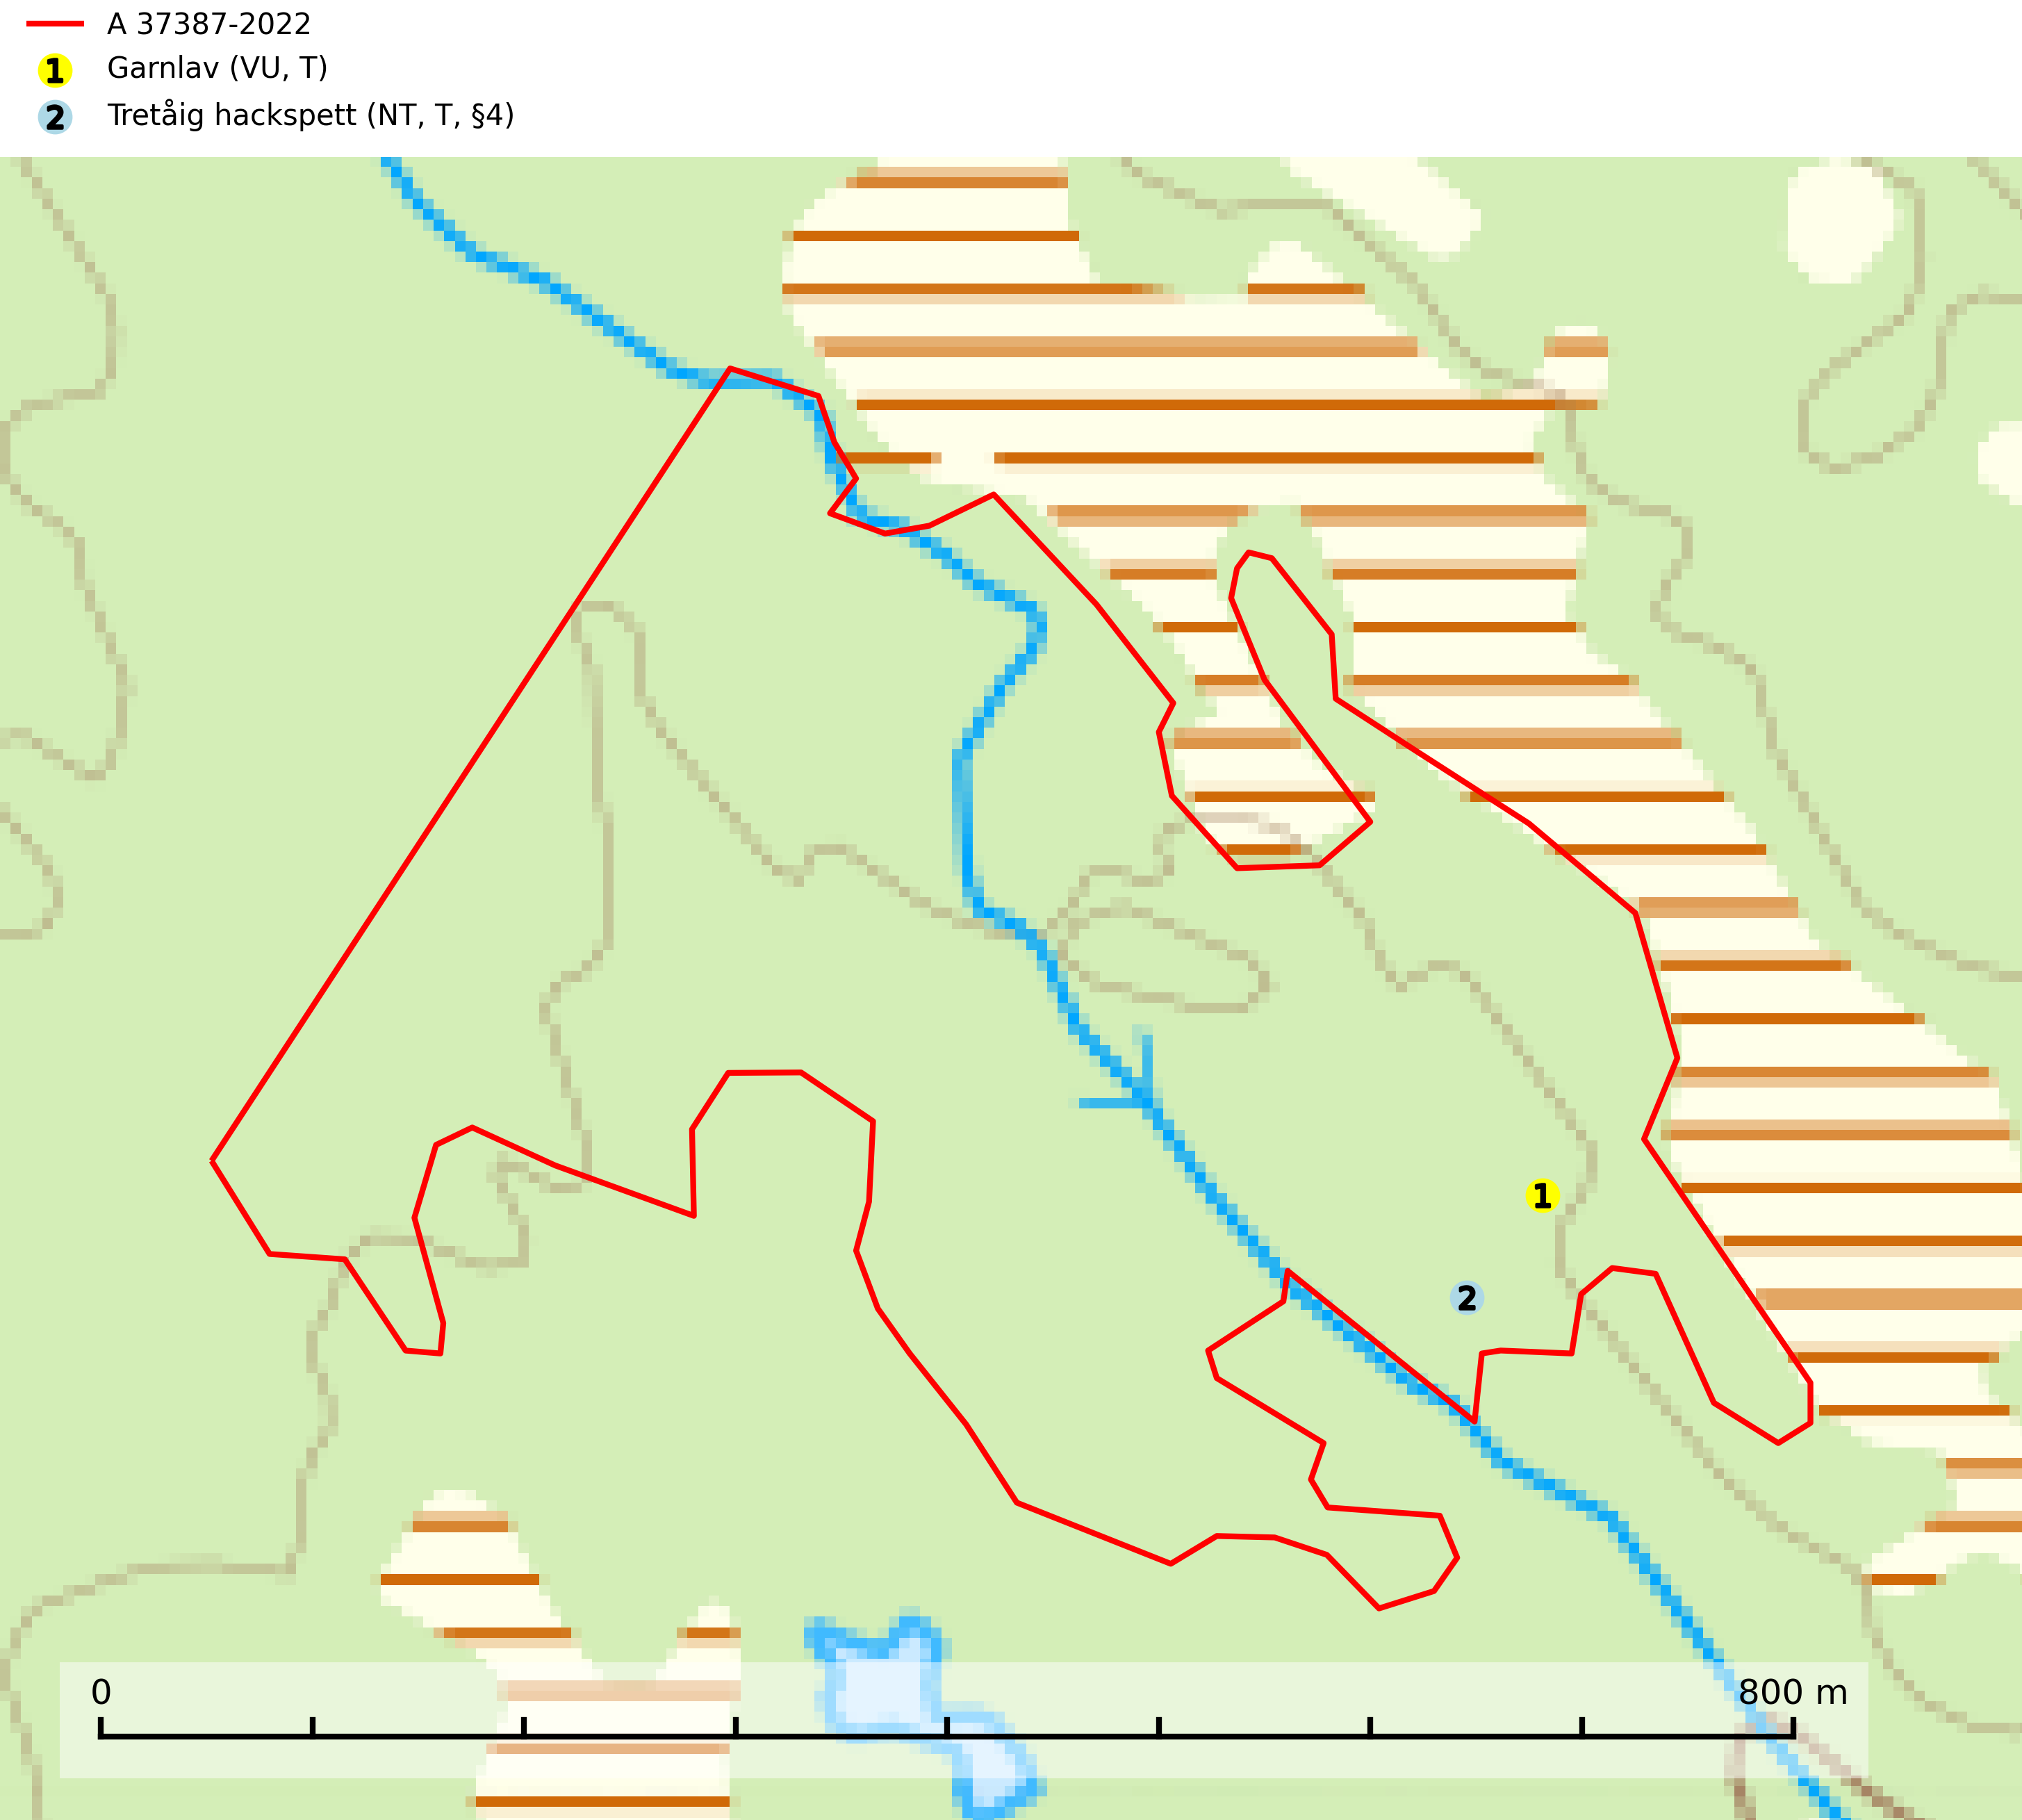 A 37387-2022
1 Garnlav (VU, T)
2 Tretåig hackspett (NT, T, §4)
1
2
0 800 m